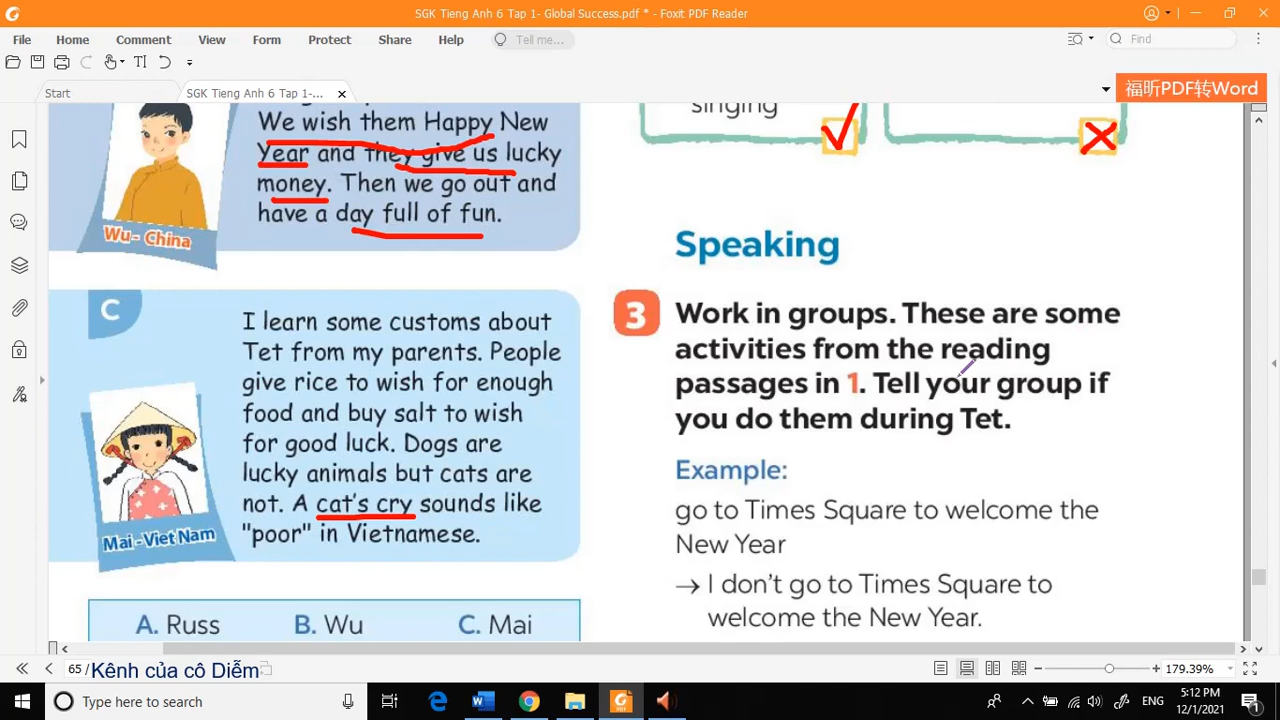 SGK Tieng Anh 6 Tap 1- Global Success.pdf * - Foxit PDF Reader
File Home Comment View Form Protect Share Help Tell me... Find
Start SGK Tieng Anh 6 Tap 1-... 福昕PDF转Word
We wish them Happy New
Year and they give us lucky
money. Then we go out and
have a day full of fun.
Wu - China
C
I learn some customs about
Tet from my parents. People
give rice to wish for enough
food and buy salt to wish
for good luck. Dogs are
lucky animals but cats are
not. A cat's cry sounds like
"poor" in Vietnamese.
Mai - Viet Nam
A. Russ B. Wu C. Mai
singing
Speaking
3 Work in groups. These are some
activities from the reading
passages in 1. Tell your group if
you do them during Tet.
Example:
go to Times Square to welcome the
New Year
→ I don't go to Times Square to
welcome the New Year.
65 / Kênh của cô Diễm 179.39%
Type here to search ENG 5:12 PM
12/1/2021